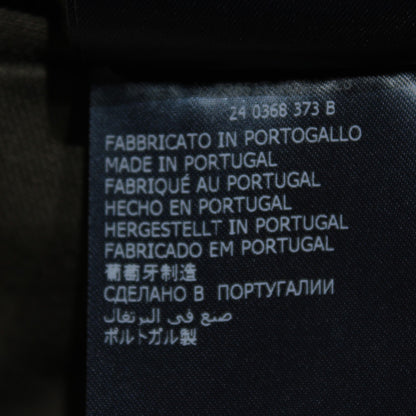 24 0368 373 B
FABBRICATO IN PORTOGALLO
MADE IN PORTUGAL
FABRIQUÉ AU PORTUGAL
HECHO EN PORTUGAL
HERGESTELLT IN PORTUGAL
FABRICADO EM PORTUGAL
葡萄牙制造
СДЕЛАНО В ПОРТУГАЛИИ
صنع في البرتغال
ポルトガル製